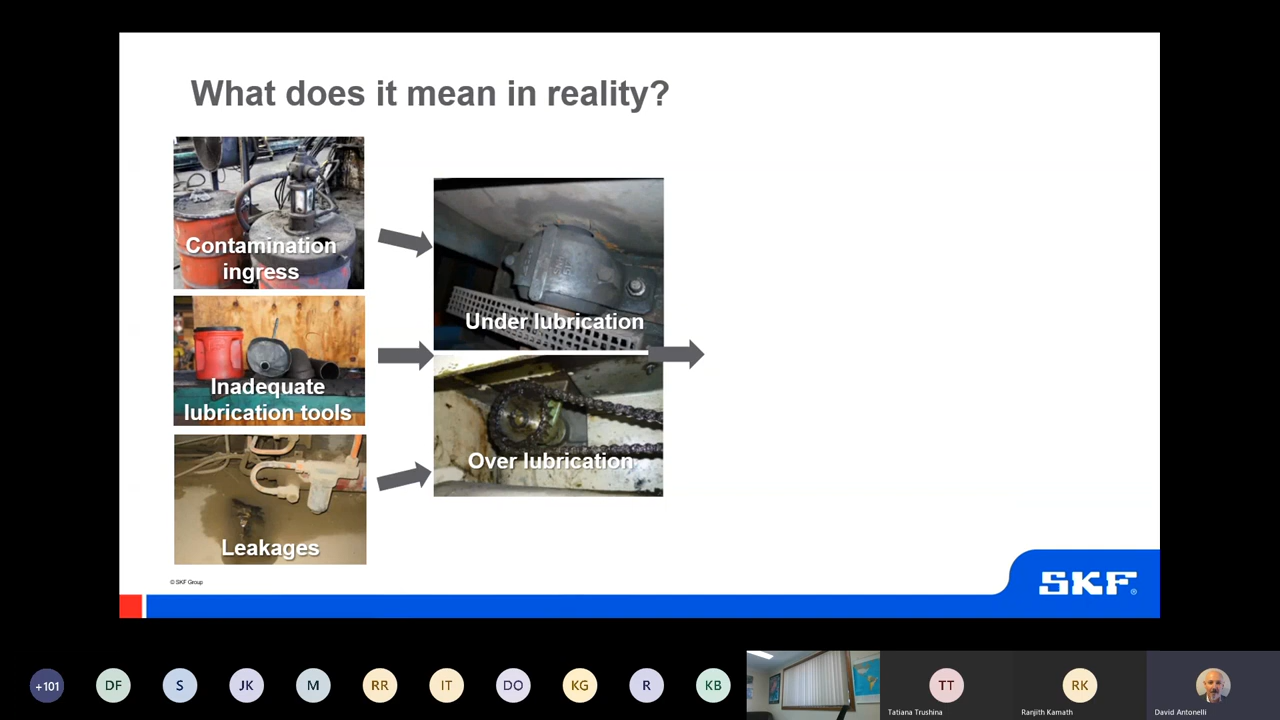 What does it mean in reality?
Contamination
ingress
Under lubrication
Inadequate
lubrication tools
Over lubrication
Leakages
© SKF Group
SKF®
+101
DF
S
JK
M
RR
IT
DO
KG
R
KB
TT
Tatiana Trushina
RK
Ranjith Kamath
David Antonelli